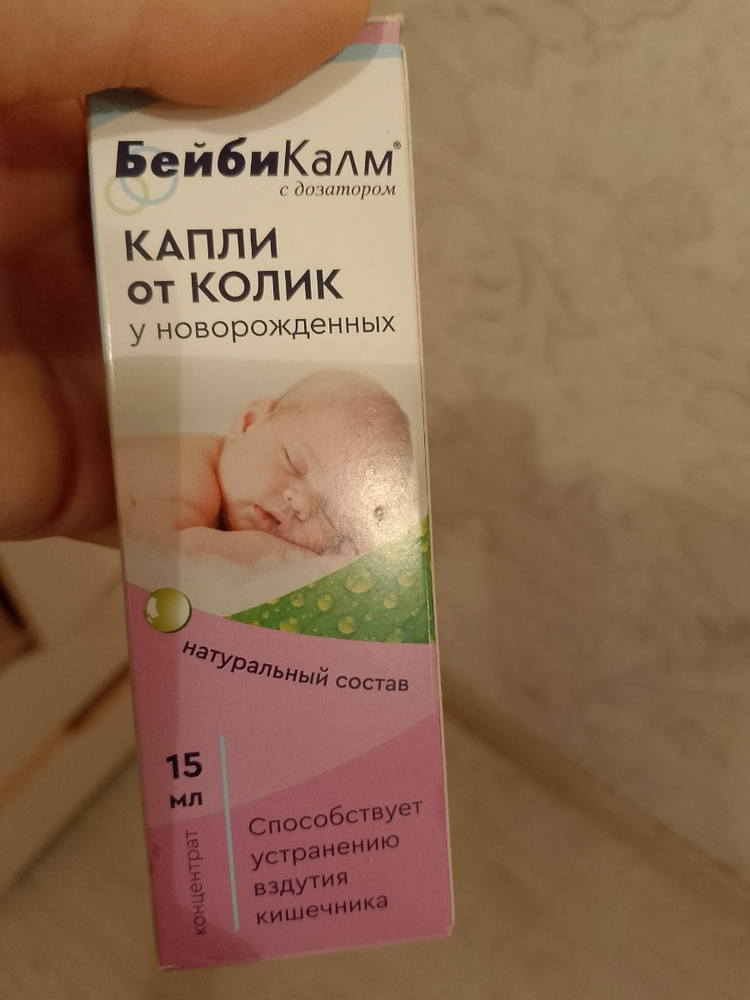 БейбиКалм®
с дозатором
КАПЛИ
от КОЛИК
у новорожденных
натуральный состав
15
мл
концентрат
Способствует
устранению
вздутия
кишечника